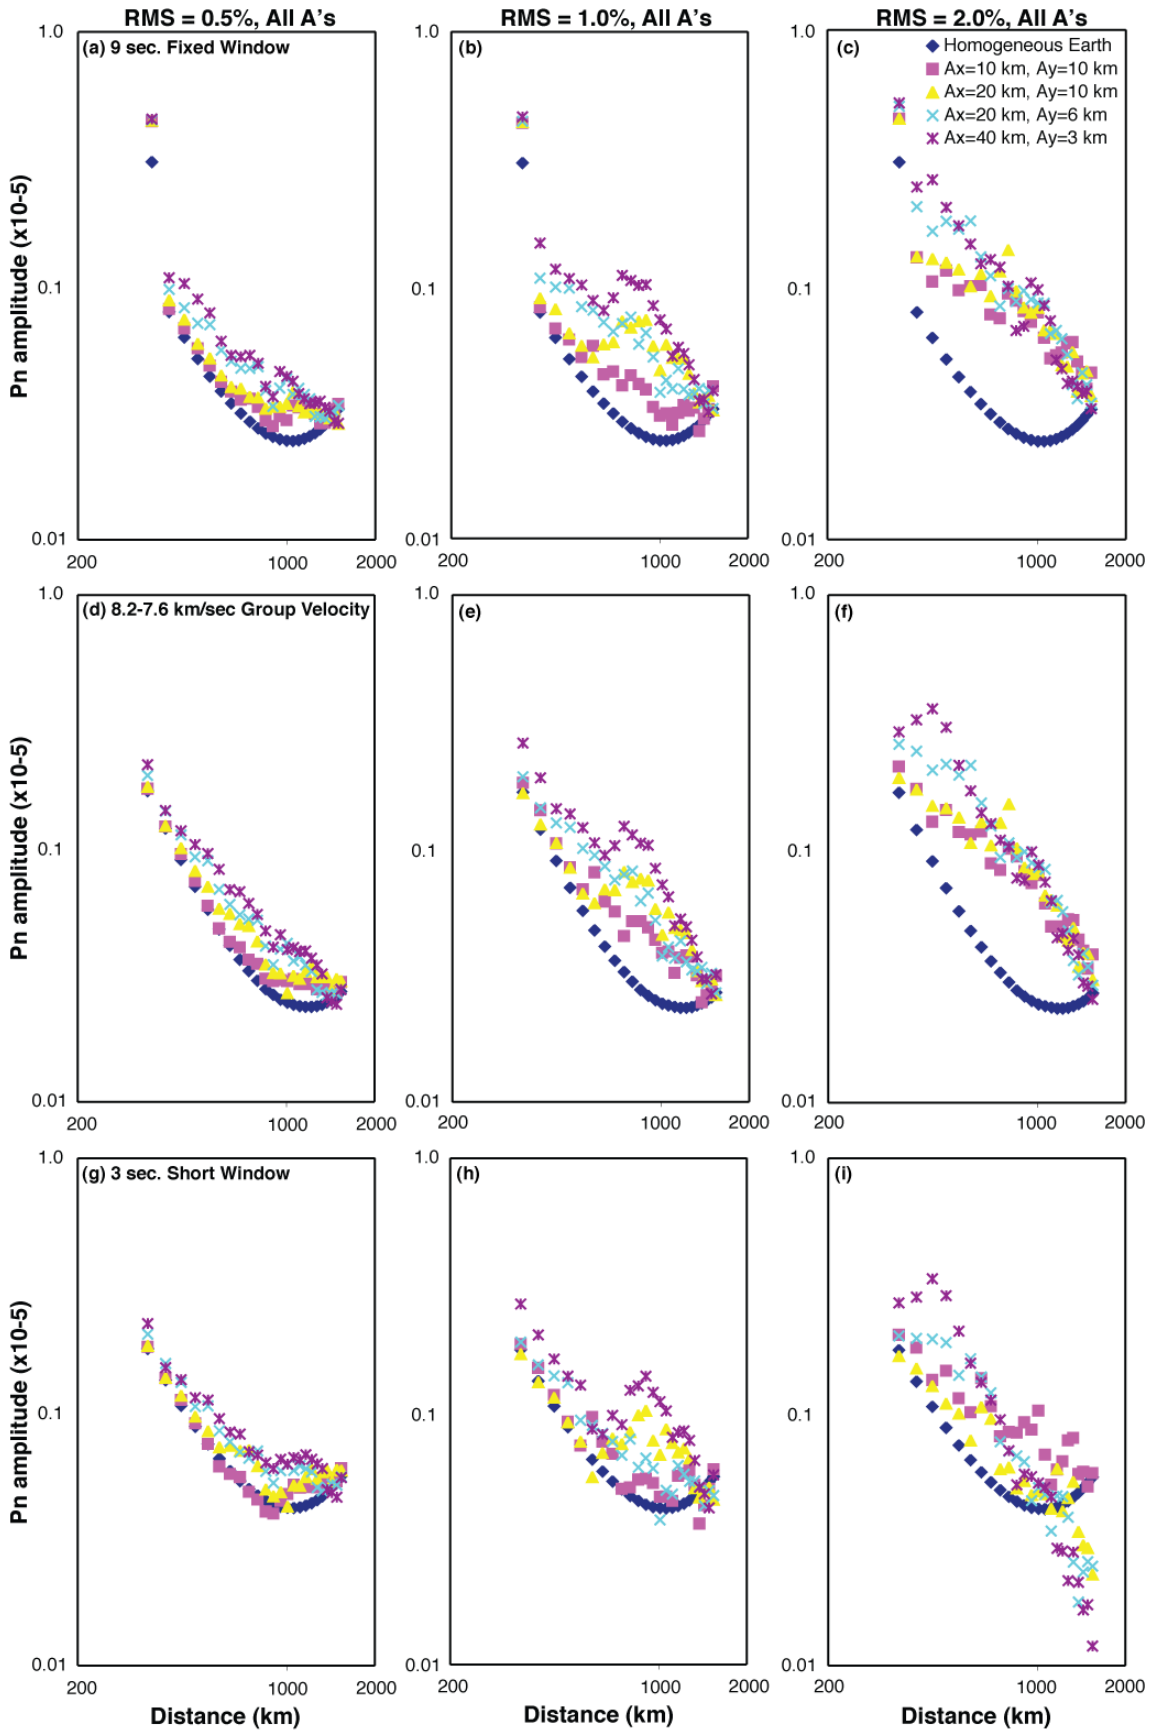 RMS = 0.5%, All A's
RMS = 1.0%, All A's
RMS = 2.0%, All A's
1.0
(a) 9 sec. Fixed Window
1.0
(b)
1.0
(c)
Homogeneous Earth
Ax=10 km, Ay=10 km
Ax=20 km, Ay=10 km
Ax=20 km, Ay=6 km
Ax=40 km, Ay=3 km
Pn amplitude (x10-5)
0.1
0.1
0.1
0.01
0.01
0.01
200
1000
2000
200
1000
2000
200
1000
2000
1.0
(d) 8.2-7.6 km/sec Group Velocity
1.0
(e)
1.0
(f)
Pn amplitude (x10-5)
0.1
0.1
0.1
0.01
0.01
0.01
200
1000
2000
200
1000
2000
200
1000
2000
1.0
(g) 3 sec. Short Window
1.0
(h)
1.0
(i)
Pn amplitude (x10-5)
0.1
0.1
0.1
0.01
0.01
0.01
200
1000
2000
200
1000
2000
200
1000
2000
Distance (km)
Distance (km)
Distance (km)